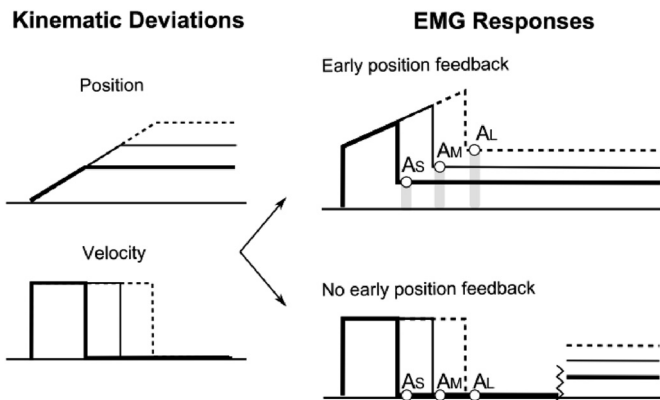 Kinematic Deviations
EMG Responses
Position
Early position feedback
AS
AM
AL
Velocity
No early position feedback
AS
AM
AL